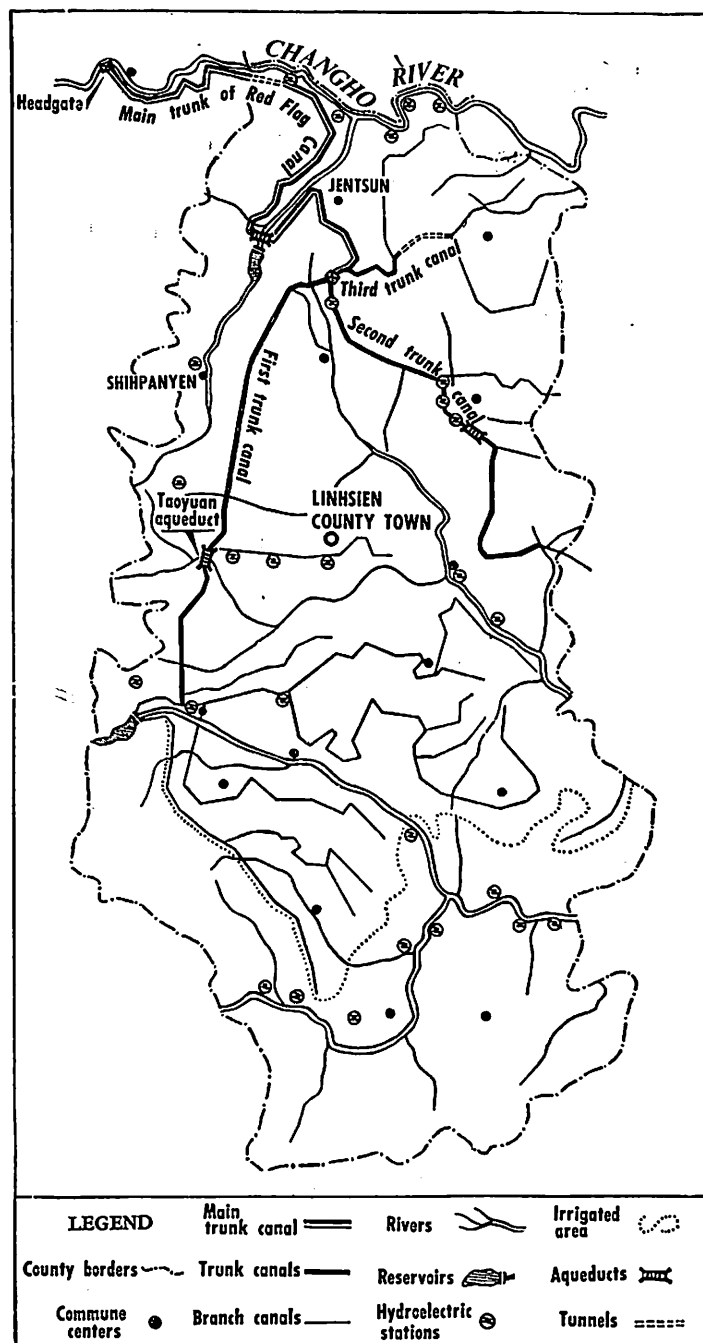 CHANGHO RIVER
Headgate
Main trunk of Red Flag Canal
JENTSUN
Third trunk canal
Second trunk canal
SHIHPANYEN
First trunk canal
Taoyuan
aqueduct
LINHSIEN
COUNTY TOWN
LEGEND
Main
trunk canal
Rivers
Irrigated
area
County borders
Trunk canals
Reservoirs
Aqueducts
Commune
centers
Branch canals
Hydroelectric
stations
Tunnels